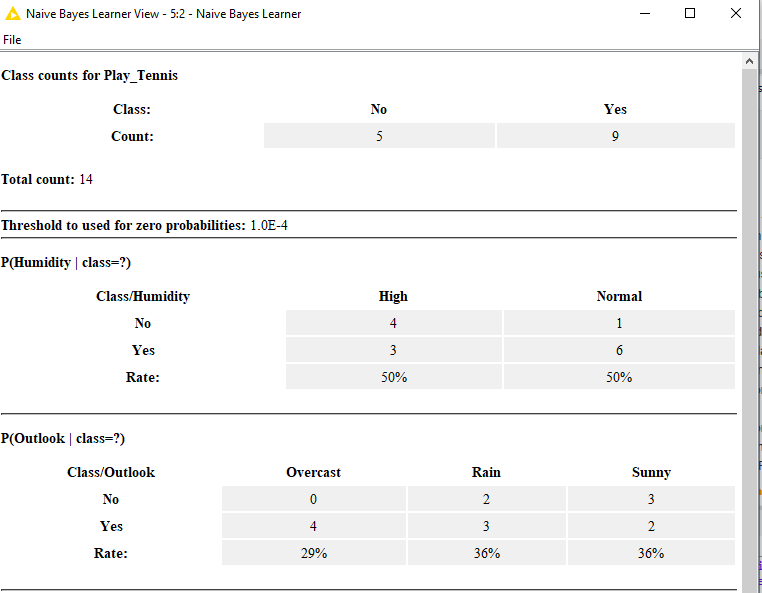 Naive Bayes Learner View - 5:2 - Naive Bayes Learner
File
Class counts for Play_Tennis
Class: No Yes
Count: 5 9
Total count: 14
Threshold to used for zero probabilities: 1.0E-4
P(Humidity | class=?)
Class/Humidity High Normal
No 4 1
Yes 3 6
Rate: 50% 50%
P(Outlook | class=?)
Class/Outlook Overcast Rain Sunny
No 0 2 3
Yes 4 3 2
Rate: 29% 36% 36%